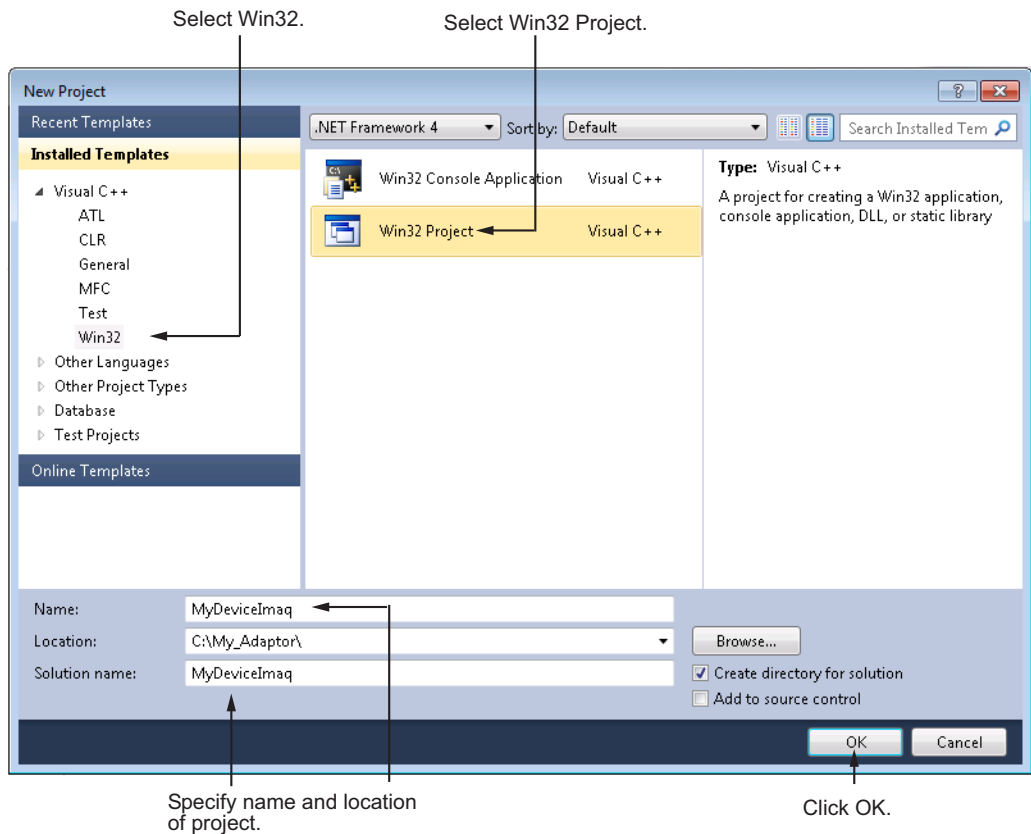 Select Win32.
Select Win32 Project.
New Project
Recent Templates
.NET Framework 4
Sort by: Default
Search Installed Tem
Installed Templates
Visual C++
ATL
CLR
General
MFC
Test
Win32
Other Languages
Other Project Types
Database
Test Projects
Online Templates
Win32 Console Application Visual C++
Win32 Project Visual C++
Type: Visual C++
A project for creating a Win32 application,
console application, DLL, or static library
Name: MyDeviceImaq
Location: C:\My_Adaptor\
Browse...
Solution name: MyDeviceImaq
Create directory for solution
Add to source control
OK Cancel
Specify name and location
of project.
Click OK.